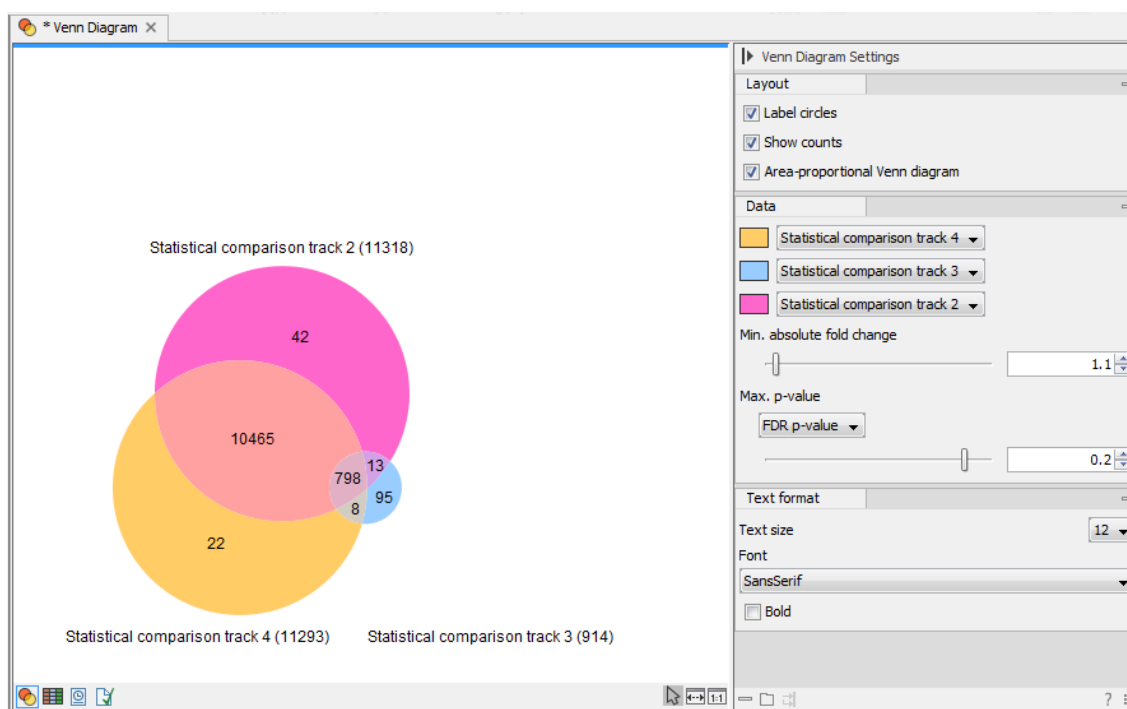 * Venn Diagram
Statistical comparison track 2 (11318)
42
10465
13
798
95
8
22
Statistical comparison track 4 (11293)
Statistical comparison track 3 (914)
1:1
Venn Diagram Settings
Layout
Label circles
Show counts
Area-proportional Venn diagram
Data
Statistical comparison track 4
Statistical comparison track 3
Statistical comparison track 2
Min. absolute fold change
1.1
Max. p-value
FDR p-value
0.2
Text format
Text size
12
Font
SansSerif
Bold
?